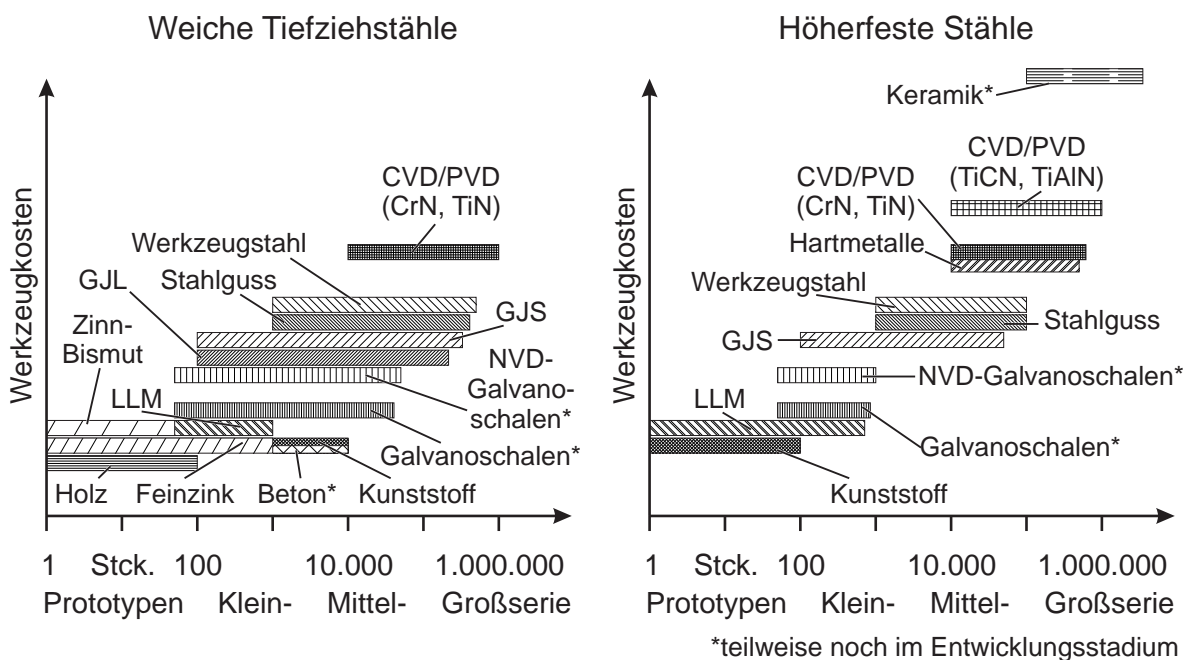 Weiche Tiefziehstähle
Werkzeugkosten
CVD/PVD
(CrN, TiN)
Werkzeugstahl
Stahlguss
GJL
GJS
Zinn-
Bismut
NVD-
Galvano-
schalen*
LLM
Galvanoschalen*
Holz
Feinzink
Beton*
Kunststoff
1 Stck. 100 10.000 1.000.000
Prototypen Klein- Mittel- Großserie
Höherfeste Stähle
Werkzeugkosten
Keramik*
CVD/PVD
(TiCN, TiAlN)
CVD/PVD
(CrN, TiN)
Hartmetalle
Werkzeugstahl
Stahlguss
GJS
NVD-Galvanoschalen*
LLM
Galvanoschalen*
Kunststoff
1 Stck. 100 10.000 1.000.000
Prototypen Klein- Mittel- Großserie
*teilweise noch im Entwicklungsstadium